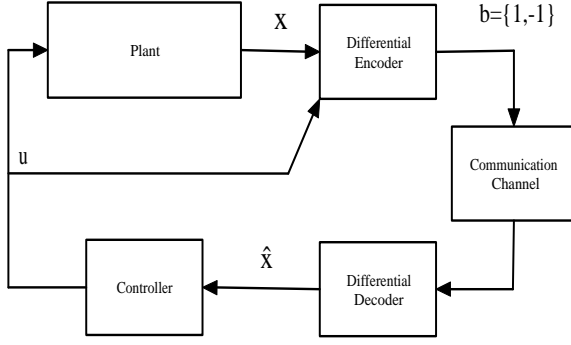 X
b={1,-1}
Plant
Differential
Encoder
u
Communication
Channel
x̂
Controller
Differential
Decoder